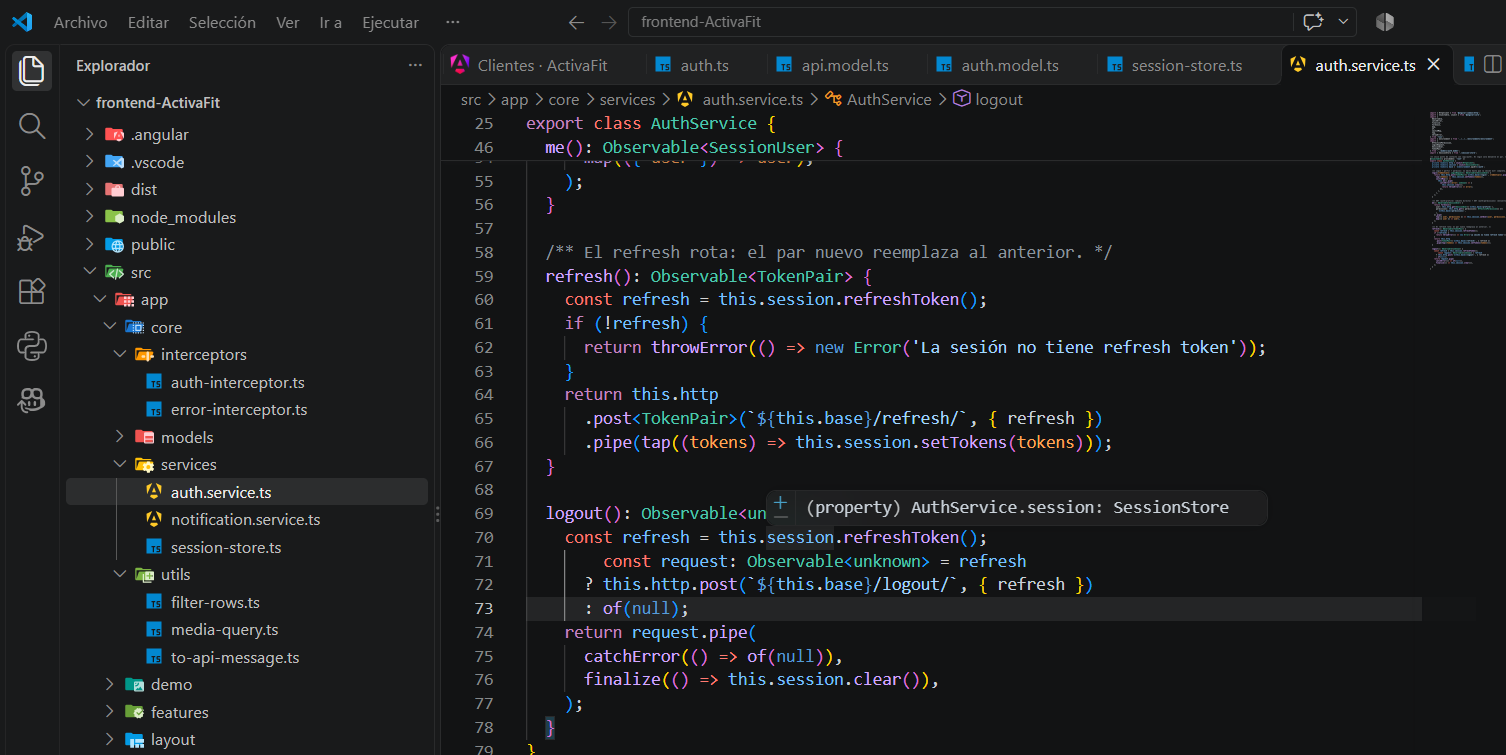 Archivo Editar Selección Ver Ir a Ejecutar ···
frontend-ActivaFit
Explorador ···
frontend-ActivaFit
.angular
.vscode
dist
node_modules
public
src
app
core
interceptors
auth-interceptor.ts
error-interceptor.ts
models
services
auth.service.ts
notification.service.ts
session-store.ts
utils
filter-rows.ts
media-query.ts
to-api-message.ts
demo
features
layout
Clientes · ActivaFit TS auth.ts TS api.model.ts TS auth.model.ts TS session-store.ts auth.service.ts
src > app > core > services > auth.service.ts > AuthService > logout
25 export class AuthService {
46 me(): Observable<SessionUser> {
55 );
56 }
57
58 /** El refresh rota: el par nuevo reemplaza al anterior. */
59 refresh(): Observable<TokenPair> {
60 const refresh = this.session.refreshToken();
61 if (!refresh) {
62 return throwError(() => new Error('La sesión no tiene refresh token'));
63 }
64 return this.http
65 .post<TokenPair>(`${this.base}/refresh/`, { refresh })
66 .pipe(tap((tokens) => this.session.setTokens(tokens)));
67 }
68
(property) AuthService.session: SessionStore
69 logout(): Observable<un
70 const refresh = this.session.refreshToken();
71 const request: Observable<unknown> = refresh
72 ? this.http.post(`${this.base}/logout/`, { refresh })
73 : of(null);
74 return request.pipe(
75 catchError(() => of(null)),
76 finalize(() => this.session.clear()),
77 );
78 }
79 }